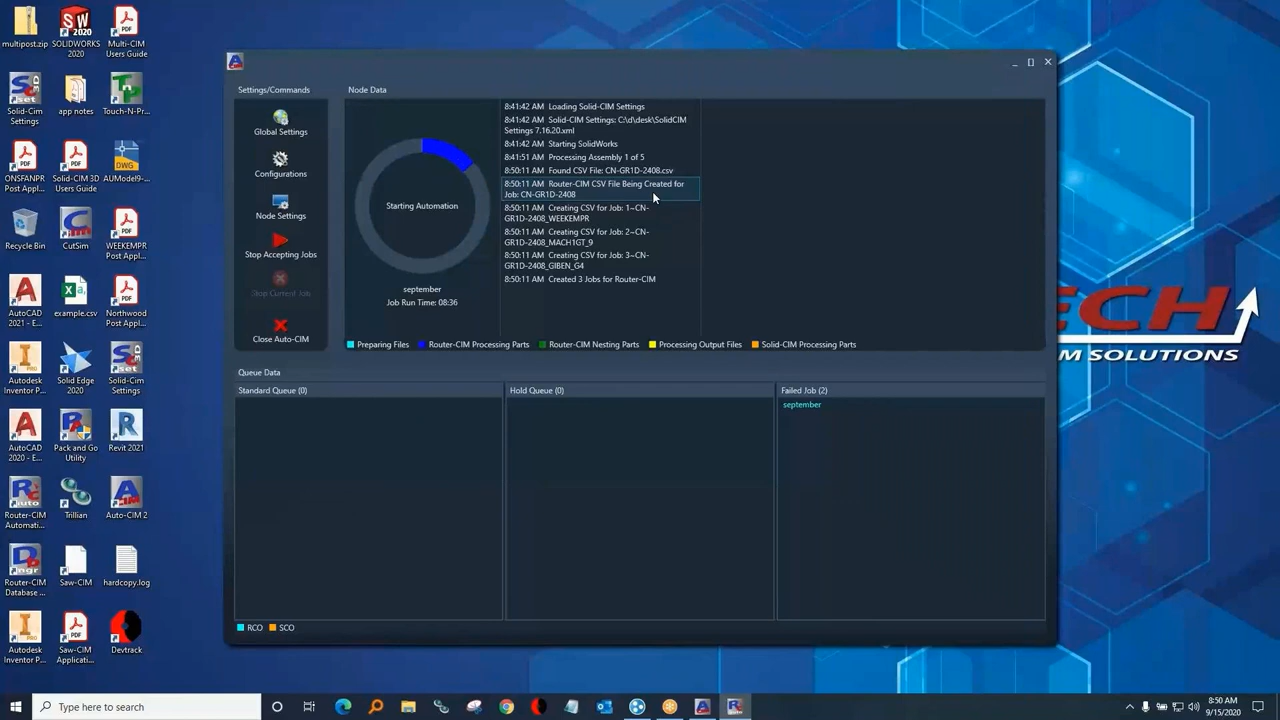 multipost.zip
SOLIDWORKS
2020
Multi-CIM
Users Guide
Solid-Cim
Settings
app notes
Touch-N-Pr...
ONSFANPR
Post Appl...
Solid-CIM 3D
Users Guide
AUModel9-...
Recycle Bin
CutSim
WEEKEMPR
Post Appl...
AutoCAD
2021 - E...
example.csv
Northwood
Post Appl...
Autodesk
Inventor P...
Solid Edge
2020
Solid-Cim
Settings
AutoCAD
2020 - E...
Pack and Go
Utility
Revit 2021
Router-CIM
Automati...
Trillian
Auto-CIM 2
Router-CIM
Database ...
Saw-CIM
hardcopy.log
Autodesk
Inventor P...
Saw-CIM
Applicati...
Devtrack
Settings/Commands
Global Settings
Configurations
Node Settings
Stop Accepting Jobs
Stop Current Job
Close Auto-CIM
Node Data
Starting Automation
september
Job Run Time: 08:36
8:41:42 AM Loading Solid-CIM Settings
8:41:42 AM Solid-CIM Settings: C:\d\desk\SolidCIM
Settings 7.16.20.xml
8:41:42 AM Starting SolidWorks
8:41:51 AM Processing Assembly 1 of 5
8:50:11 AM Found CSV File: CN-GR1D-2408.csv
8:50:11 AM Router-CIM CSV File Being Created for
Job: CN-GR1D-2408
8:50:11 AM Creating CSV for Job: 1~CN-
GR1D-2408_WEEKEMPR
8:50:11 AM Creating CSV for Job: 2~CN-
GR1D-2408_MACH1GT_9
8:50:11 AM Creating CSV for Job: 3~CN-
GR1D-2408_GIBEN_G4
8:50:11 AM Created 3 Jobs for Router-CIM
Preparing Files
Router-CIM Processing Parts
Router-CIM Nesting Parts
Processing Output Files
Solid-CIM Processing Parts
Queue Data
Standard Queue (0)
Hold Queue (0)
Failed Job (2)
september
RCO
SCO
ECH
M SOLUTIONS
Type here to search
8:50 AM
9/15/2020